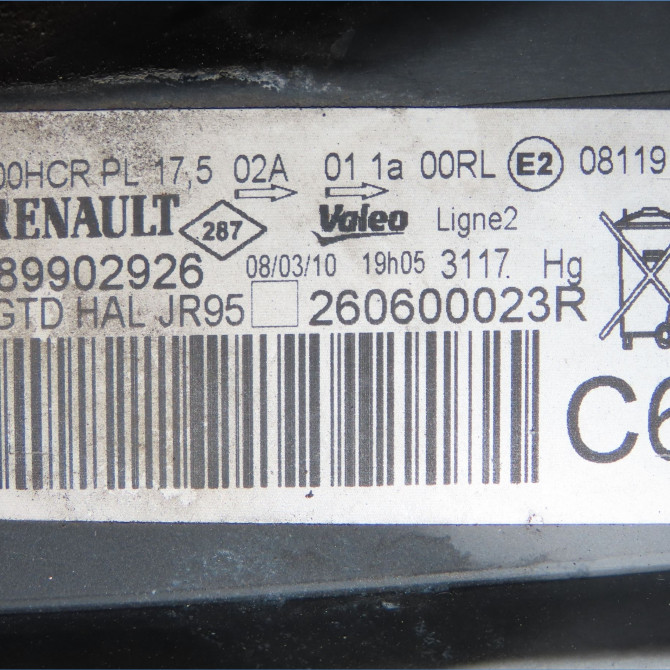 00HCR PL 17,5 02A 01 1a 00RL E2 08119
RENAULT 287 Valeo Ligne2
89902926 08/03/10 19h05 3117 Hg
GTD HAL JR95 260600023R
C6